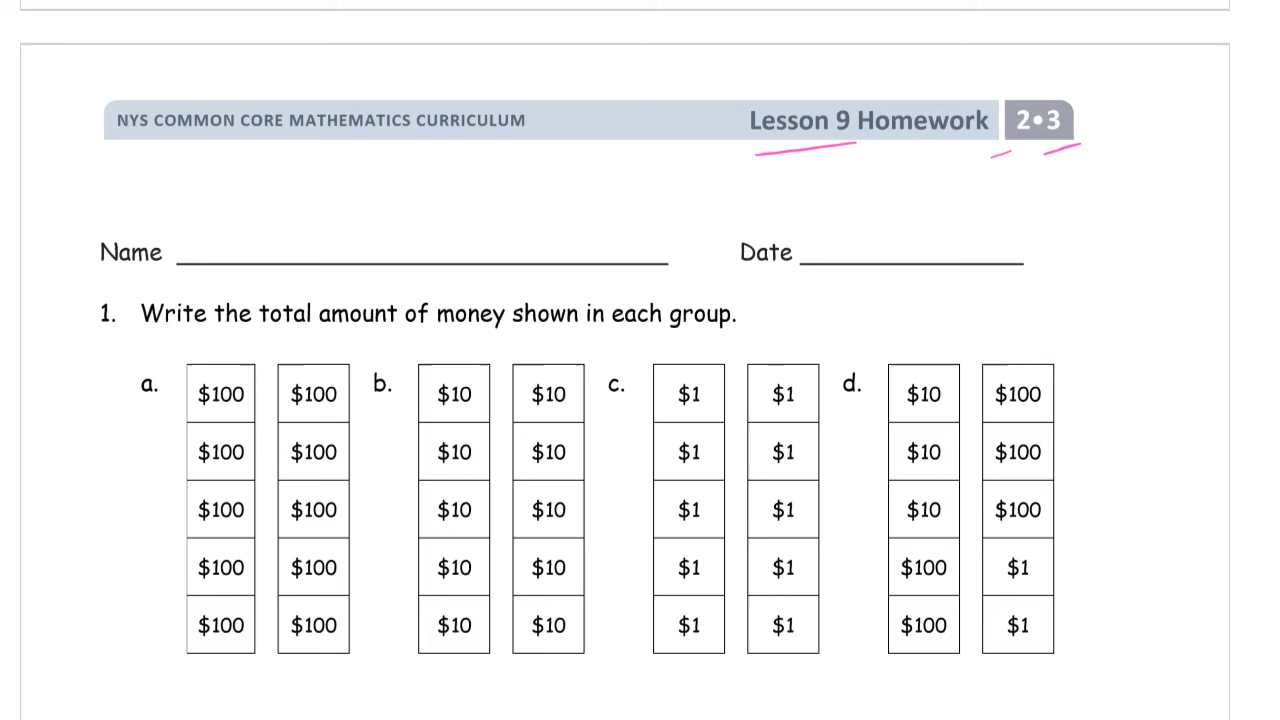 NYS COMMON CORE MATHEMATICS CURRICULUM Lesson 9 Homework 2•3
Name Date
1. Write the total amount of money shown in each group.
a. $100 $100 b. $10 $10 c. $1 $1 d. $10 $100
$100 $100 $10 $10 $1 $1 $10 $100
$100 $100 $10 $10 $1 $1 $10 $100
$100 $100 $10 $10 $1 $1 $100 $1
$100 $100 $10 $10 $1 $1 $100 $1